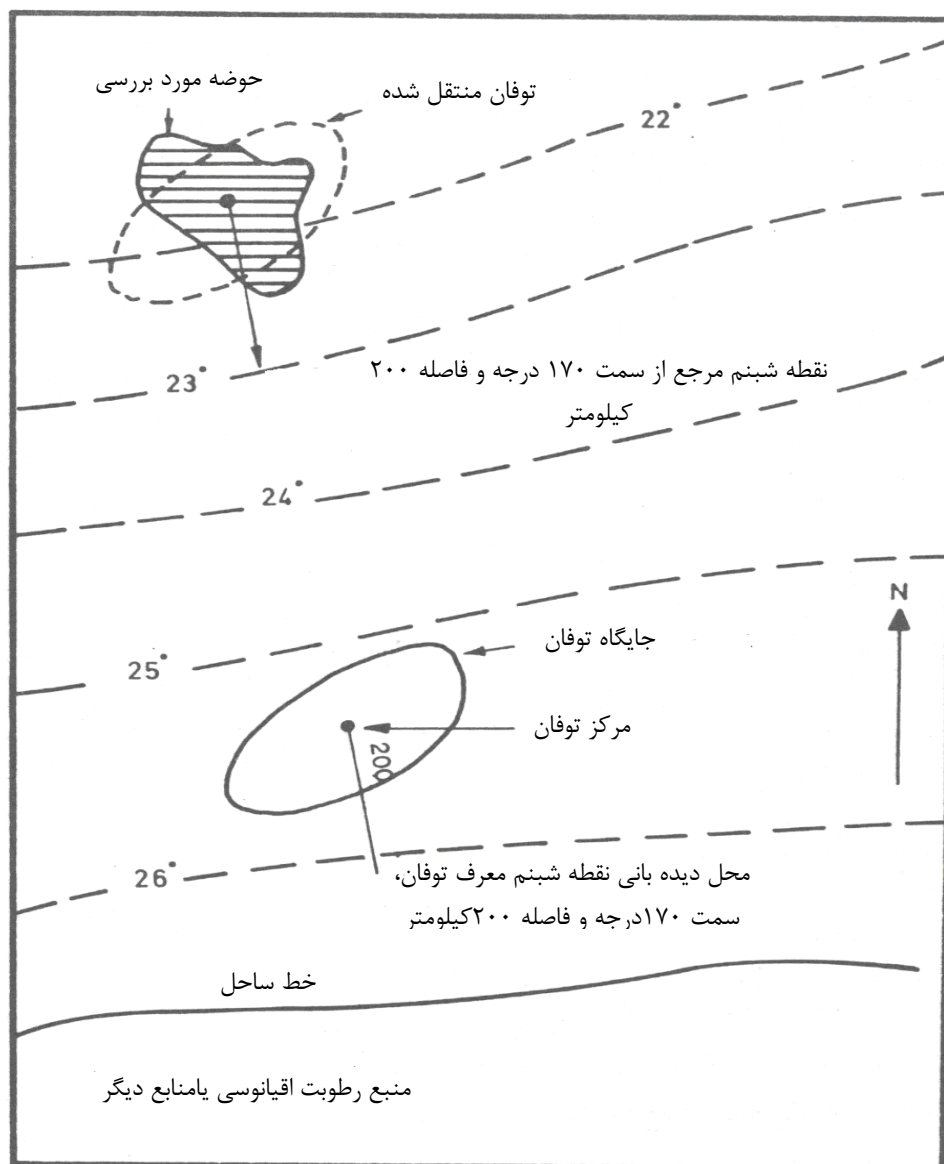 حوضه مورد بررسی
توفان منتقل شده
22°
23°
نقطه شبنم مرجع از سمت ۱۷۰ درجه و فاصله ۲۰۰
کیلومتر
24°
N
25°
جایگاه توفان
مرکز توفان
200
26°
محل دیده بانی نقطه شبنم معرف توفان،
سمت ۱۷۰درجه و فاصله ۲۰۰کیلومتر
خط ساحل
منبع رطوبت اقیانوسی یامنابع دیگر